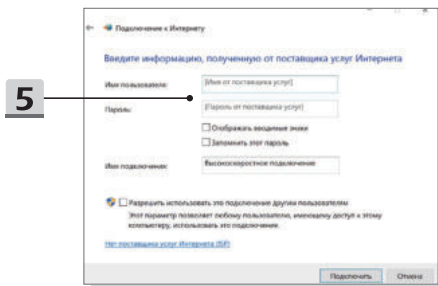 Подключение к Интернету
Введите информацию, полученную от поставщика услуг Интернета
5
Имя пользователя:
[Имя от поставщика услуг]
Пароль:
[Пароль от поставщика услуг]
Отображать вводимые знаки
Запомнить этот пароль
Имя подключения:
Высокоскоростное подключение
Разрешить использовать это подключение другим пользователям
Этот параметр позволяет любому пользователю, имеющему доступ к этому
компьютеру, использовать это подключение.
Нет поставщика услуг Интернета (ISP)
Подключить
Отмена